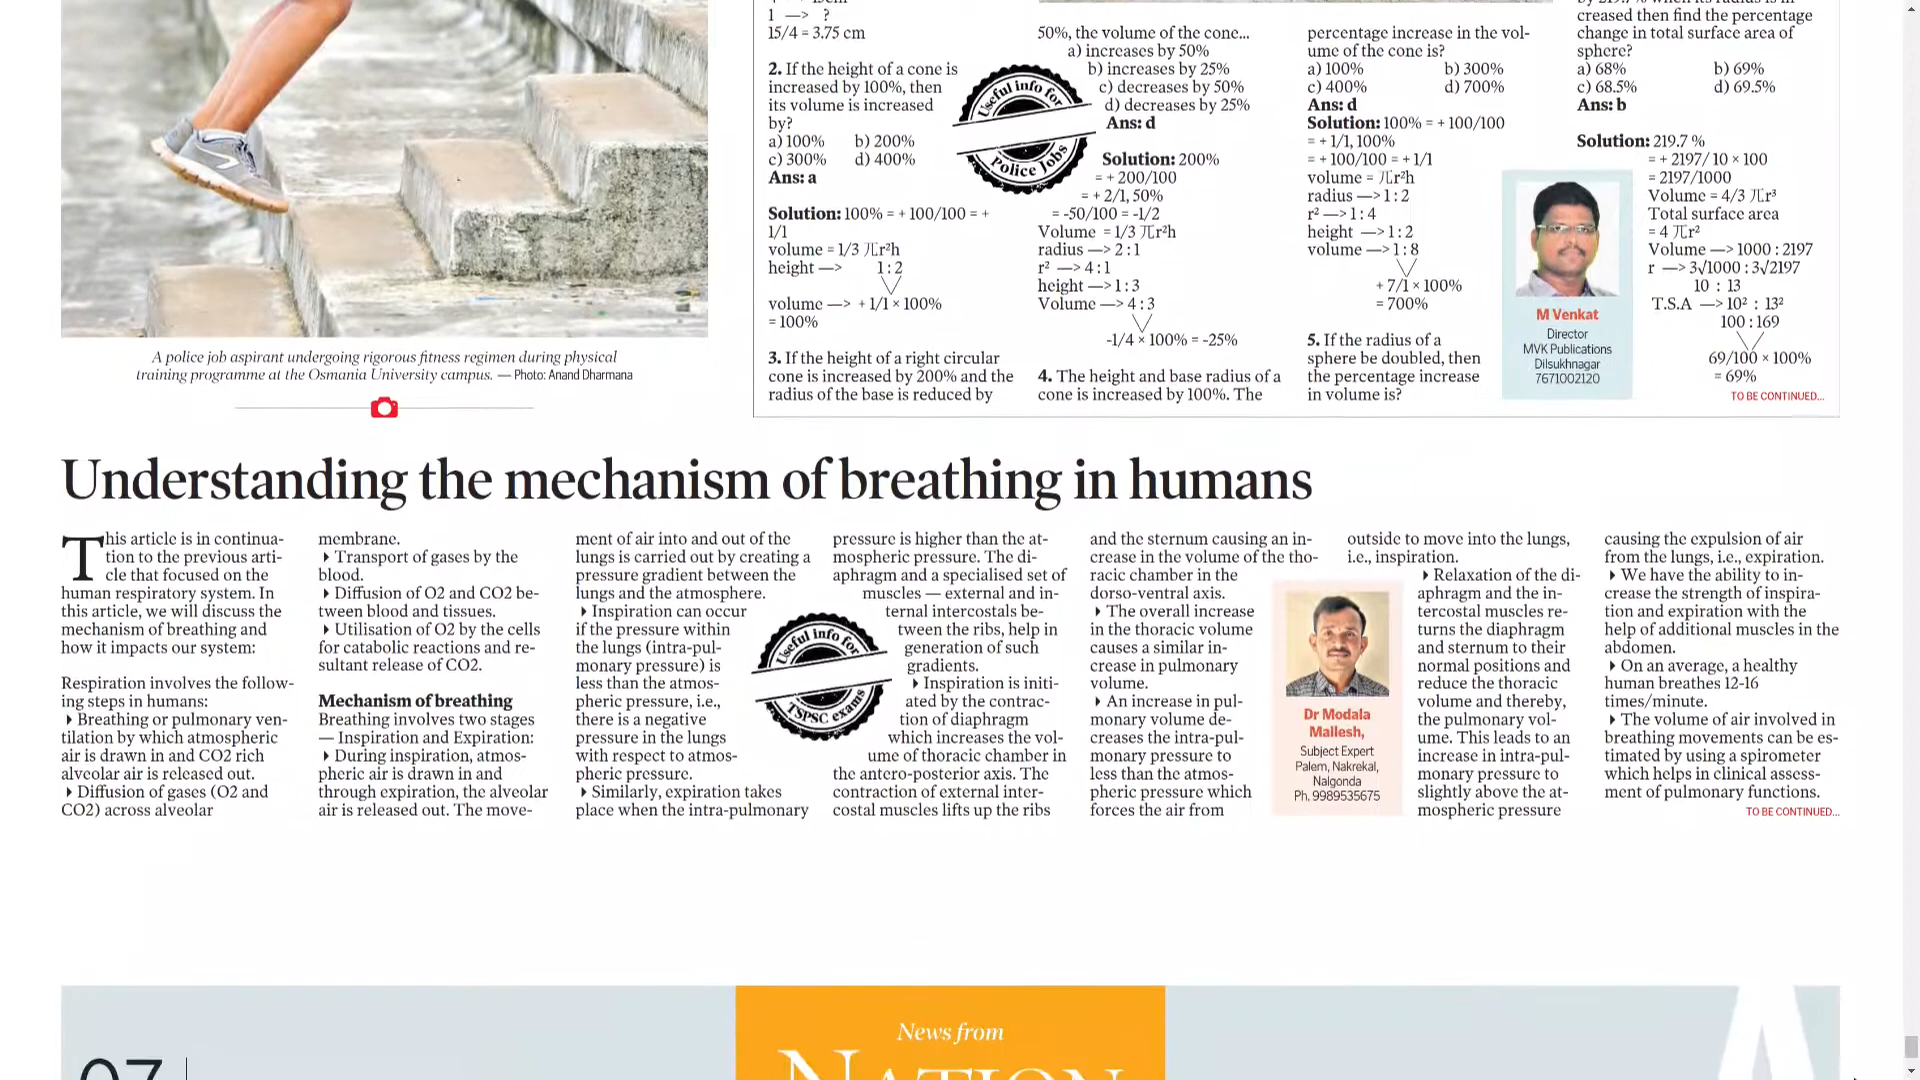 1 —> ?
15/4 = 3.75 cm
2. If the height of a cone is
increased by 100%, then
its volume is increased
by?
a) 100% b) 200%
c) 300% d) 400%
Ans: a
Solution: 100% = + 100/100 = +
1/1
volume = 1/3 πr²h
height —> 1 : 2
volume —> + 1/1 × 100%
= 100%
3. If the height of a right circular
cone is increased by 200% and the
radius of the base is reduced by
50%, the volume of the cone...
a) increases by 50%
b) increases by 25%
c) decreases by 50%
d) decreases by 25%
Ans: d
Solution: 200%
= + 200/100
= + 2/1, 50%
= -50/100 = -1/2
Volume = 1/3 πr²h
radius —> 2 : 1
r² —> 4 : 1
height —> 1 : 3
Volume —> 4 : 3
-1/4 × 100% = -25%
4. The height and base radius of a
cone is increased by 100%. The
Useful info for
Police Jobs
percentage increase in the vol-
ume of the cone is?
a) 100% b) 300%
c) 400% d) 700%
Ans: d
Solution: 100% = + 100/100
= + 1/1, 100%
= + 100/100 = + 1/1
volume = πr²h
radius —> 1 : 2
r² —> 1 : 4
height —> 1 : 2
volume —> 1 : 8
+ 7/1 × 100%
= 700%
5. If the radius of a
sphere be doubled, then
the percentage increase
in volume is?
M Venkat
Director
MVK Publications
Dilsukhnagar
7671002120
creased then find the percentage
change in total surface area of
sphere?
a) 68% b) 69%
c) 68.5% d) 69.5%
Ans: b
Solution: 219.7 %
= + 2197/ 10 × 100
= 2197/1000
Volume = 4/3 πr³
Total surface area
= 4 πr²
Volume —> 1000 : 2197
r —> 3√1000 : 3√2197
10 : 13
T.S.A —> 10² : 13²
100 : 169
69/100 × 100%
= 69%
TO BE CONTINUED...
A police job aspirant undergoing rigorous fitness regimen during physical
training programme at the Osmania University campus. — Photo: Anand Dharmana
Understanding the mechanism of breathing in humans
This article is in continua-
tion to the previous arti-
cle that focused on the
human respiratory system. In
this article, we will discuss the
mechanism of breathing and
how it impacts our system:
Respiration involves the follow-
ing steps in humans:
Breathing or pulmonary ven-
tilation by which atmospheric
air is drawn in and CO2 rich
alveolar air is released out.
Diffusion of gases (O2 and
CO2) across alveolar
membrane.
Transport of gases by the
blood.
Diffusion of O2 and CO2 be-
tween blood and tissues.
Utilisation of O2 by the cells
for catabolic reactions and re-
sultant release of CO2.
Mechanism of breathing
Breathing involves two stages
— Inspiration and Expiration:
During inspiration, atmos-
pheric air is drawn in and
through expiration, the alveolar
air is released out. The move-
ment of air into and out of the
lungs is carried out by creating a
pressure gradient between the
lungs and the atmosphere.
Inspiration can occur
if the pressure within
the lungs (intra-pul-
monary pressure) is
less than the atmos-
pheric pressure, i.e.,
there is a negative
pressure in the lungs
with respect to atmos-
pheric pressure.
Similarly, expiration takes
place when the intra-pulmonary
Useful info for
TSPSC exams
pressure is higher than the at-
mospheric pressure. The di-
aphragm and a specialised set of
muscles — external and in-
ternal intercostals be-
tween the ribs, help in
generation of such
gradients.
Inspiration is initi-
ated by the contrac-
tion of diaphragm
which increases the vol-
ume of thoracic chamber in
the antero-posterior axis. The
contraction of external inter-
costal muscles lifts up the ribs
and the sternum causing an in-
crease in the volume of the tho-
racic chamber in the
dorso-ventral axis.
The overall increase
in the thoracic volume
causes a similar in-
crease in pulmonary
volume.
An increase in pul-
monary volume de-
creases the intra-pul-
monary pressure to
less than the atmos-
pheric pressure which
forces the air from
Dr Modala
Mallesh,
Subject Expert
Palem, Nakrekal,
Nalgonda
Ph. 9989535675
outside to move into the lungs,
i.e., inspiration.
Relaxation of the di-
aphragm and the in-
tercostal muscles re-
turns the diaphragm
and sternum to their
normal positions and
reduce the thoracic
volume and thereby,
the pulmonary vol-
ume. This leads to an
increase in intra-pul-
monary pressure to
slightly above the at-
mospheric pressure
causing the expulsion of air
from the lungs, i.e., expiration.
We have the ability to in-
crease the strength of inspira-
tion and expiration with the
help of additional muscles in the
abdomen.
On an average, a healthy
human breathes 12-16
times/minute.
The volume of air involved in
breathing movements can be es-
timated by using a spirometer
which helps in clinical assess-
ment of pulmonary functions.
TO BE CONTINUED...
07
News from
NATION